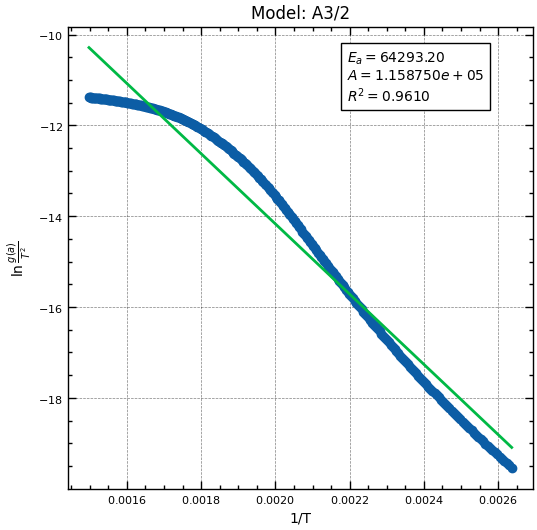 Model: A3/2
E_a = 64293.20
A = 1.158750e + 05
R^2 = 0.9610
ln g(a)/T^2
−10
−12
−14
−16
−18
0.0016 0.0018 0.0020 0.0022 0.0024 0.0026
1/T